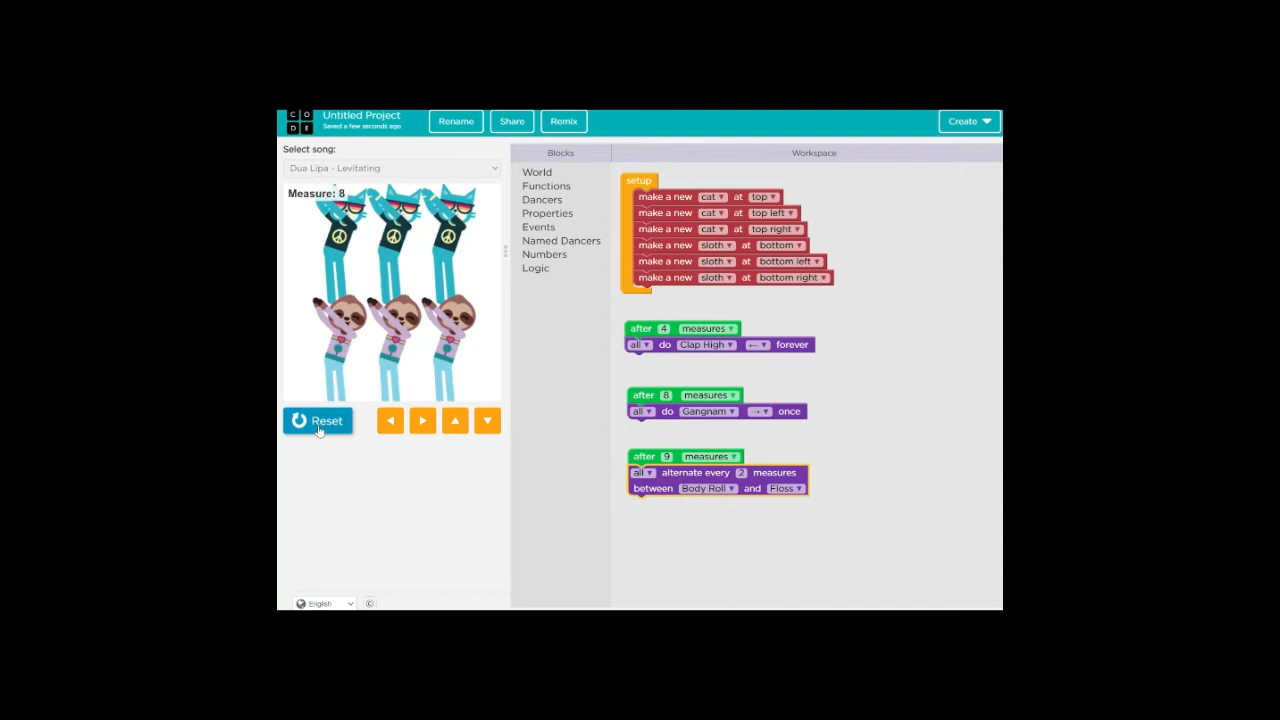 C O
D E
Untitled Project
Saved a few seconds ago
Rename
Share
Remix
Create
Select song:
Dua Lipa - Levitating
Measure: 8
Reset
English
©
Blocks
World
Functions
Dancers
Properties
Events
Named Dancers
Numbers
Logic
Workspace
setup
make a new cat at top
make a new cat at top left
make a new cat at top right
make a new sloth at bottom
make a new sloth at bottom left
make a new sloth at bottom right
after 4 measures
all do Clap High ← forever
after 8 measures
all do Gangnam → once
after 9 measures
all alternate every 2 measures
between Body Roll and Floss